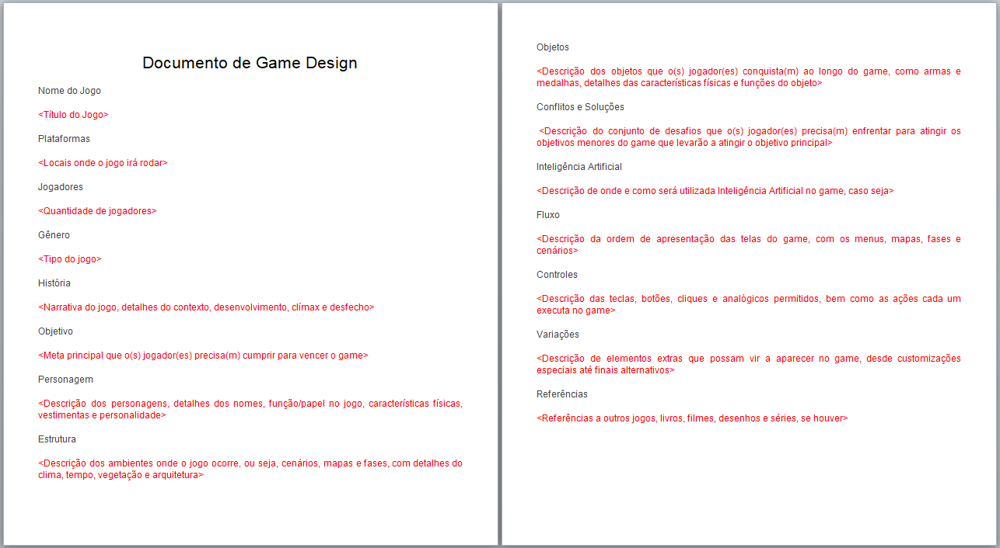 Documento de Game Design
Nome do Jogo
<Título do Jogo>
Plataformas
<Locais onde o jogo irá rodar>
Jogadores
<Quantidade de jogadores>
Gênero
<Tipo do jogo>
História
<Narrativa do jogo, detalhes do contexto, desenvolvimento, clímax e desfecho>
Objetivo
<Meta principal que o(s) jogador(es) precisa(m) cumprir para vencer o game>
Personagem
<Descrição dos personagens, detalhes dos nomes, função/papel no jogo, características físicas,
vestimentas e personalidade>
Estrutura
<Descrição dos ambientes onde o jogo ocorre, ou seja, cenários, mapas e fases, com detalhes do
clima, tempo, vegetação e arquitetura>
Objetos
<Descrição dos objetos que o(s) jogador(es) conquista(m) ao longo do game, como armas e
medalhas, detalhes das características físicas e funções do objeto>
Conflitos e Soluções
<Descrição do conjunto de desafios que o(s) jogador(es) precisa(m) enfrentar para atingir os
objetivos menores do game que levarão a atingir o objetivo principal>
Inteligência Artificial
<Descrição de onde e como será utilizada Inteligência Artificial no game, caso seja>
Fluxo
<Descrição da ordem de apresentação das telas do game, com os menus, mapas, fases e
cenários>
Controles
<Descrição das teclas, botões, cliques e analógicos permitidos, bem como as ações cada um
executa no game>
Variações
<Descrição de elementos extras que possam vir a aparecer no game, desde customizações
especiais até finais alternativos>
Referências
<Referências a outros jogos, livros, filmes, desenhos e séries, se houver>